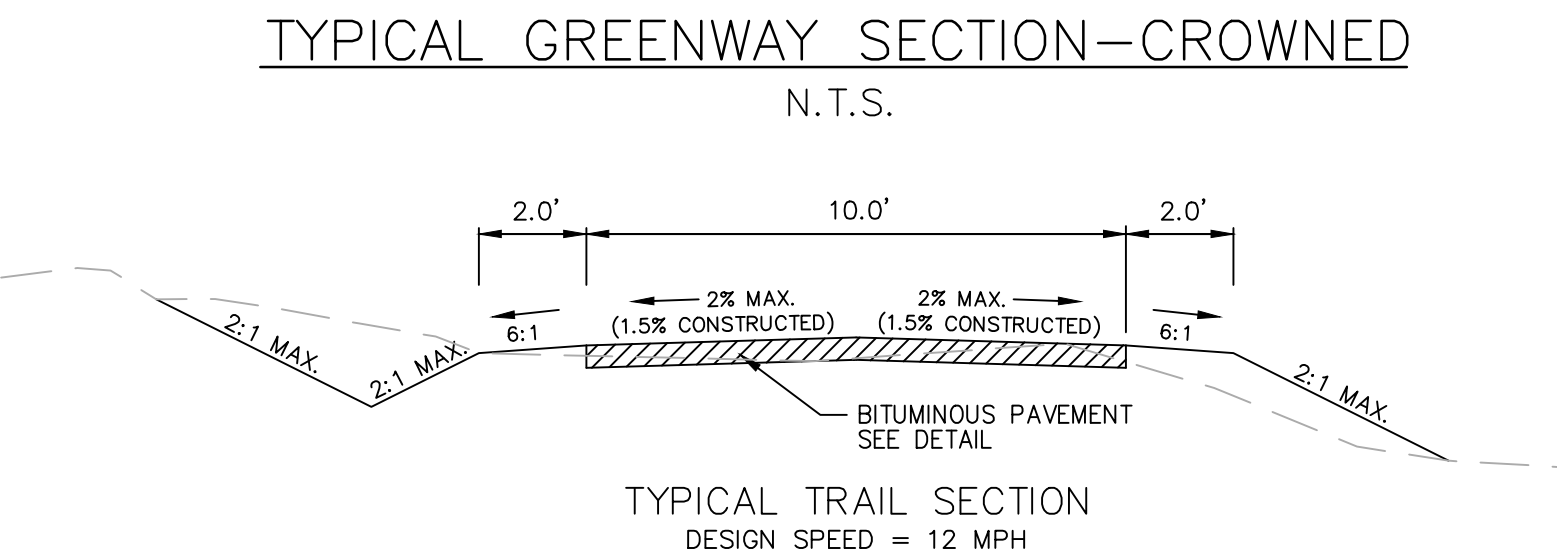 TYPICAL GREENWAY SECTION-CROWNED
N.T.S.
2.0' 10.0' 2.0'
2% MAX. 2% MAX.
(1.5% CONSTRUCTED) (1.5% CONSTRUCTED)
2:1 MAX. 2:1 MAX. 6:1 6:1 2:1 MAX.
BITUMINOUS PAVEMENT
SEE DETAIL
TYPICAL TRAIL SECTION
DESIGN SPEED = 12 MPH